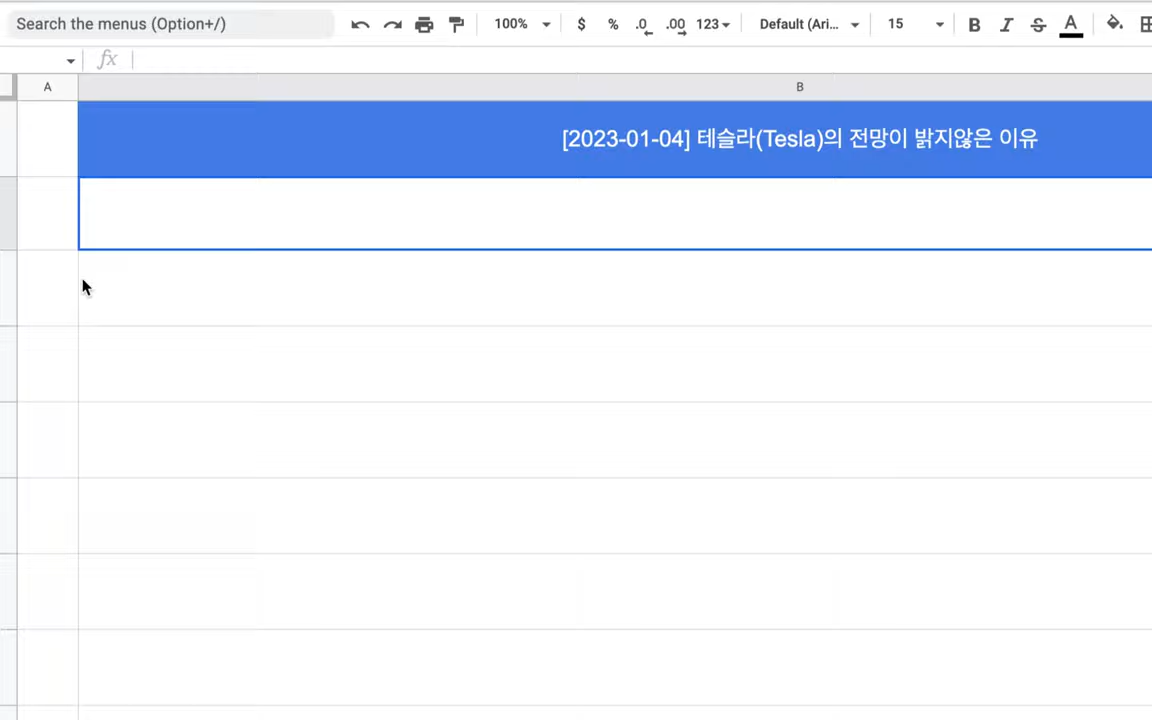 Search the menus (Option+/)
100%
$
%
.0
.00
123
Default (Ari...
15
B
I
S
A
fx
A
B
[2023-01-04] 테슬라(Tesla)의 전망이 밝지않은 이유